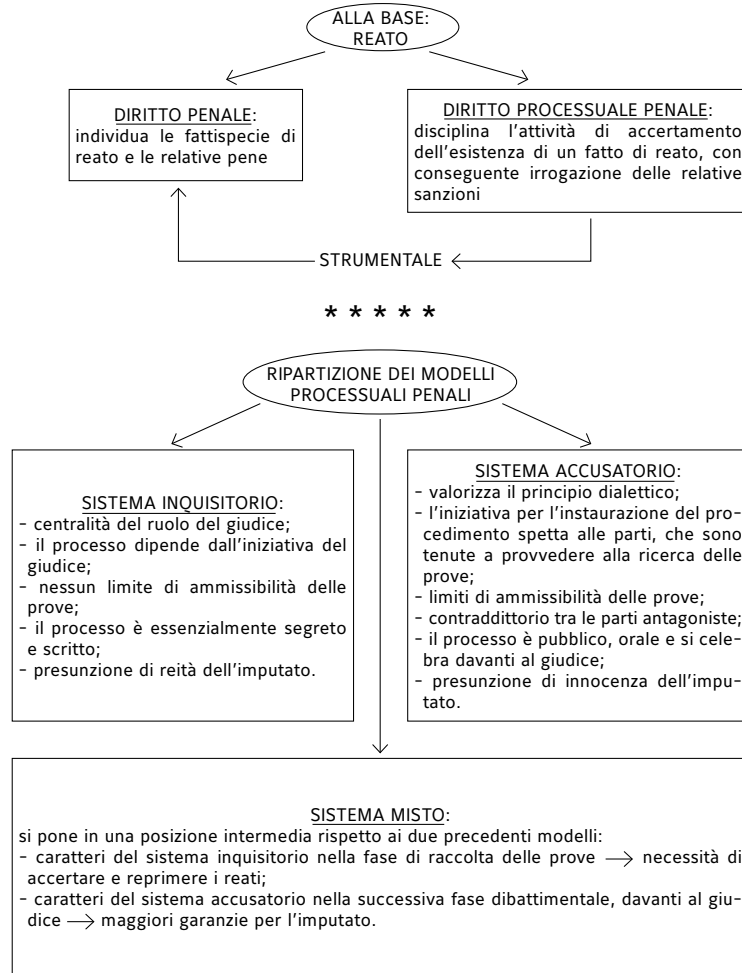 ALLA BASE:
REATO
DIRITTO PENALE:
individua le fattispecie di
reato e le relative pene
DIRITTO PROCESSUALE PENALE:
disciplina l'attività di accertamento
dell'esistenza di un fatto di reato, con
conseguente irrogazione delle relative
sanzioni
STRUMENTALE
* * * * *
RIPARTIZIONE DEI MODELLI
PROCESSUALI PENALI
SISTEMA INQUISITORIO:
- centralità del ruolo del giudice;
- il processo dipende dall'iniziativa del
giudice;
- nessun limite di ammissibilità delle
prove;
- il processo è essenzialmente segreto
e scritto;
- presunzione di reità dell'imputato.
SISTEMA ACCUSATORIO:
- valorizza il principio dialettico;
- l'iniziativa per l'instaurazione del pro-
cedimento spetta alle parti, che sono
tenute a provvedere alla ricerca delle
prove;
- limiti di ammissibilità delle prove;
- contraddittorio tra le parti antagoniste;
- il processo è pubblico, orale e si cele-
bra davanti al giudice;
- presunzione di innocenza dell'impu-
tato.
SISTEMA MISTO:
si pone in una posizione intermedia rispetto ai due precedenti modelli:
- caratteri del sistema inquisitorio nella fase di raccolta delle prove → necessità di
accertare e reprimere i reati;
- caratteri del sistema accusatorio nella successiva fase dibattimentale, davanti al giu-
dice → maggiori garanzie per l'imputato.